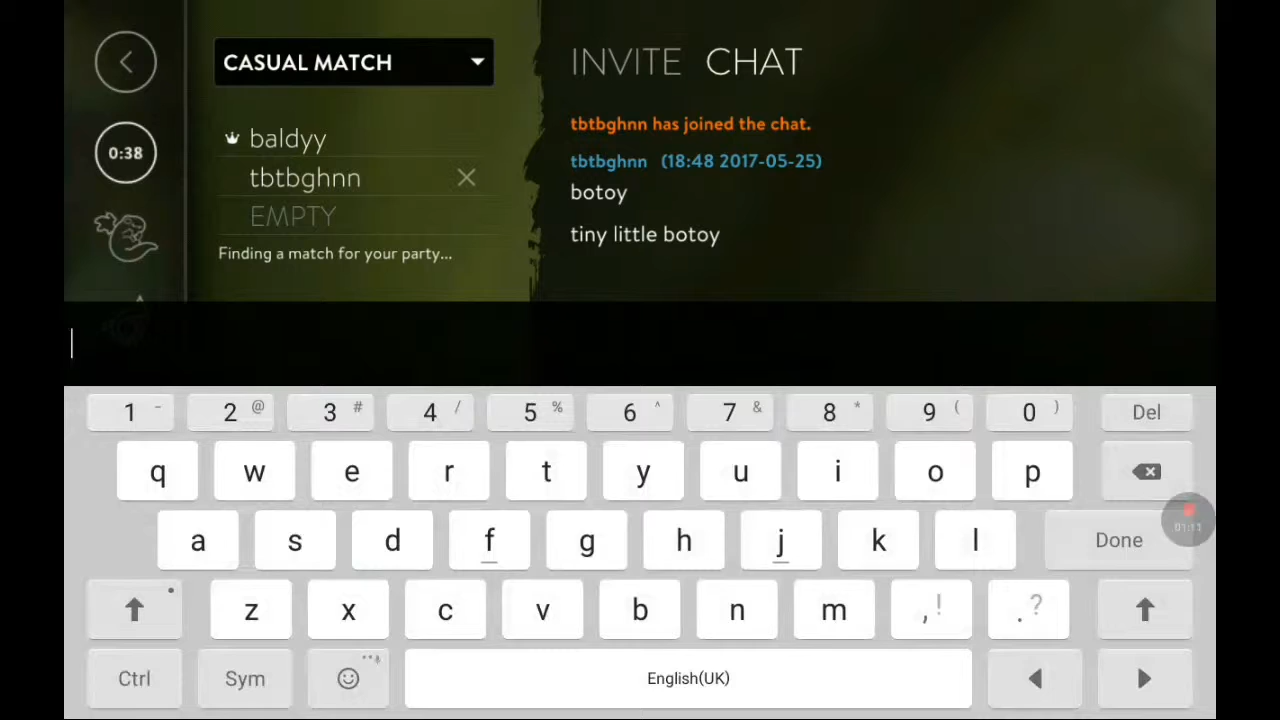 CASUAL MATCH
INVITE CHAT
0:38
baldyy
tbtbghnn
EMPTY
Finding a match for your party...
tbtbghnn has joined the chat.
tbtbghnn (18:48 2017-05-25)
botoy
tiny little botoy
1 - 2 @ 3 # 4 / 5 % 6 ^ 7 & 8 * 9 ( 0 ) Del
q w e r t y u i o p
a s d f g h j k l Done
01:11
z x c v b n m , ! . ?
Ctrl Sym English(UK)